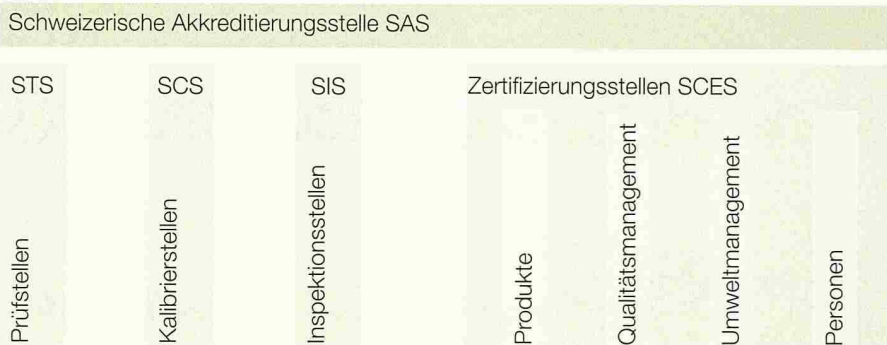 Schweizerische Akkreditierungsstelle SAS
STS
SCS
SIS
Zertifizierungsstellen SCES
Prüfstellen
Kalibrierstellen
Inspektionsstellen
Produkte
Qualitätsmanagement
Umweltmanagement
Personen